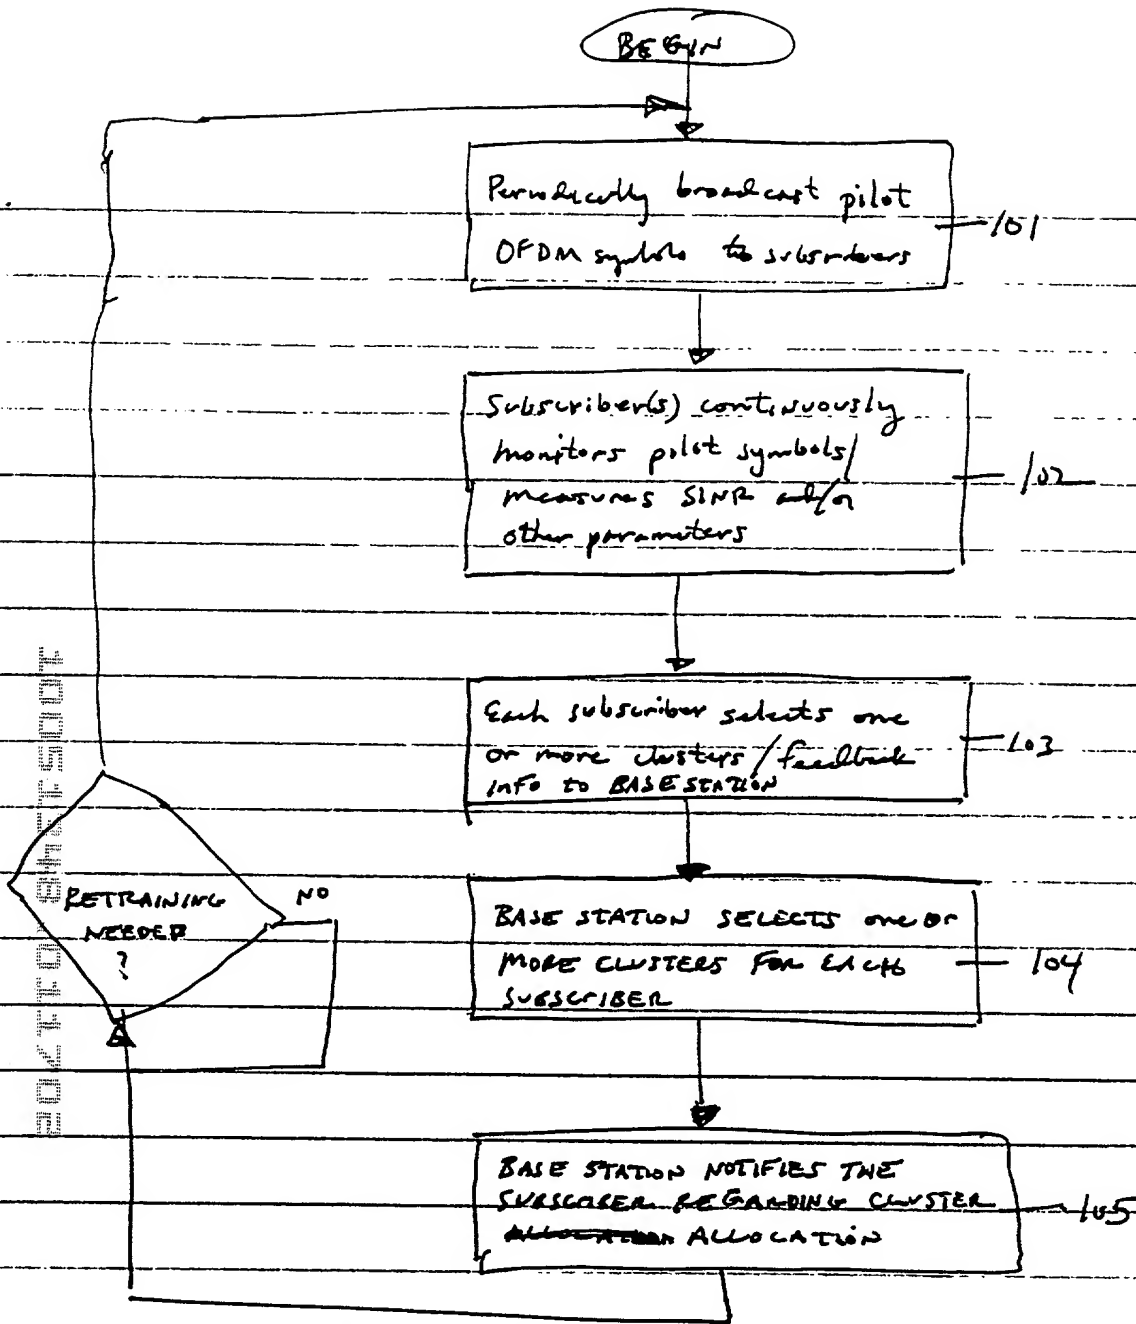 BEGIN
Periodically broadcast pilot
OFDM symbols to subscribers
101
Subscriber(s) continuously
monitors pilot symbols/
measures SINR and/or
other parameters
102
Each subscriber selects one
or more clusters/feedback
info to BASE STATION
103
RETRAINING
NEEDED
?
NO
BASE STATION SELECTS one or
MORE CLUSTERS FOR EACH
SUBSCRIBER
104
BASE STATION NOTIFIES THE
SUBSCRIBER REGARDING CLUSTER
ALLOCATION
105